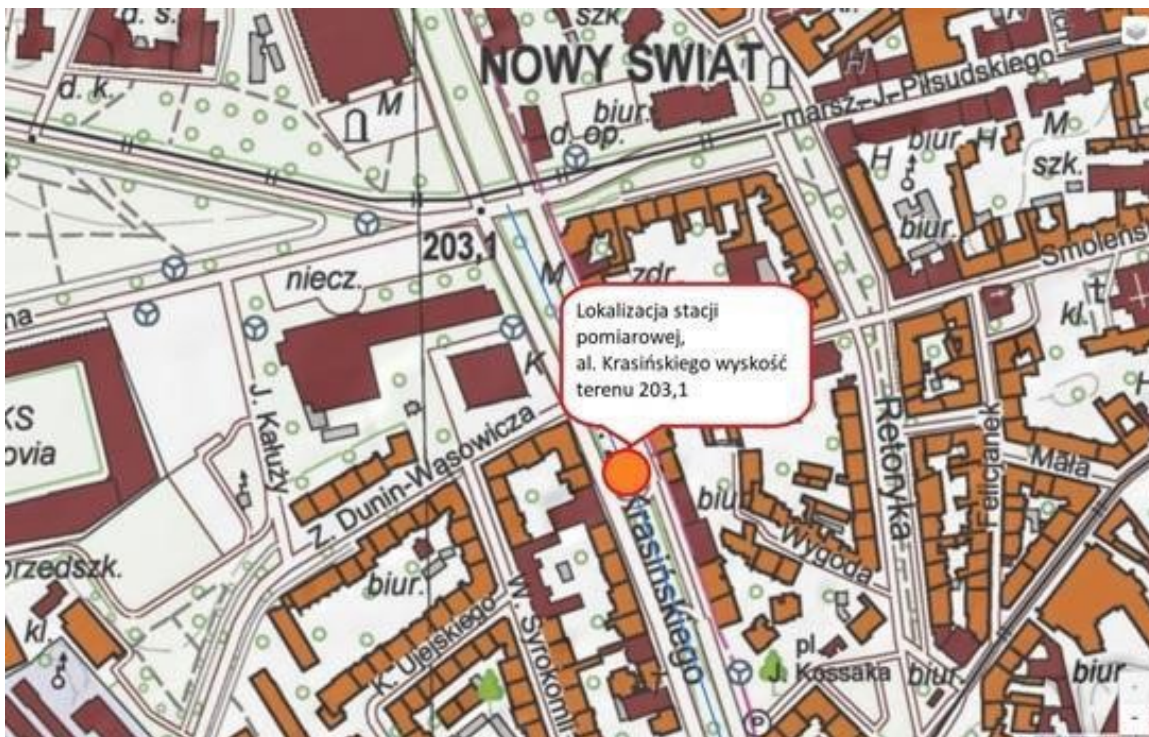 szk.
NOWY ŚWIAT
d. s.
H
marsz. J. Piłsudskiego
d. k.
M
biur.
d. op.
biur. H
M
H
szk.
biur.
203,1
niecz.
M
zdr.
Smoleńsk
na
kl.
Lokalizacja stacji
pomiarowej,
al. Krasińskiego wyskość
terenu 203,1
K
H
KS
ovia
J. Kałuży
Z. Dunin-Wąsowicza
Retoryka
Felicjanek
Mała
biur.
Wygoda
Krasińskiego
przedszk.
kl.
biur.
K. Ujejskiego
W. Syrokomli
pl.
J. Kossaka
biur.
biur.
P